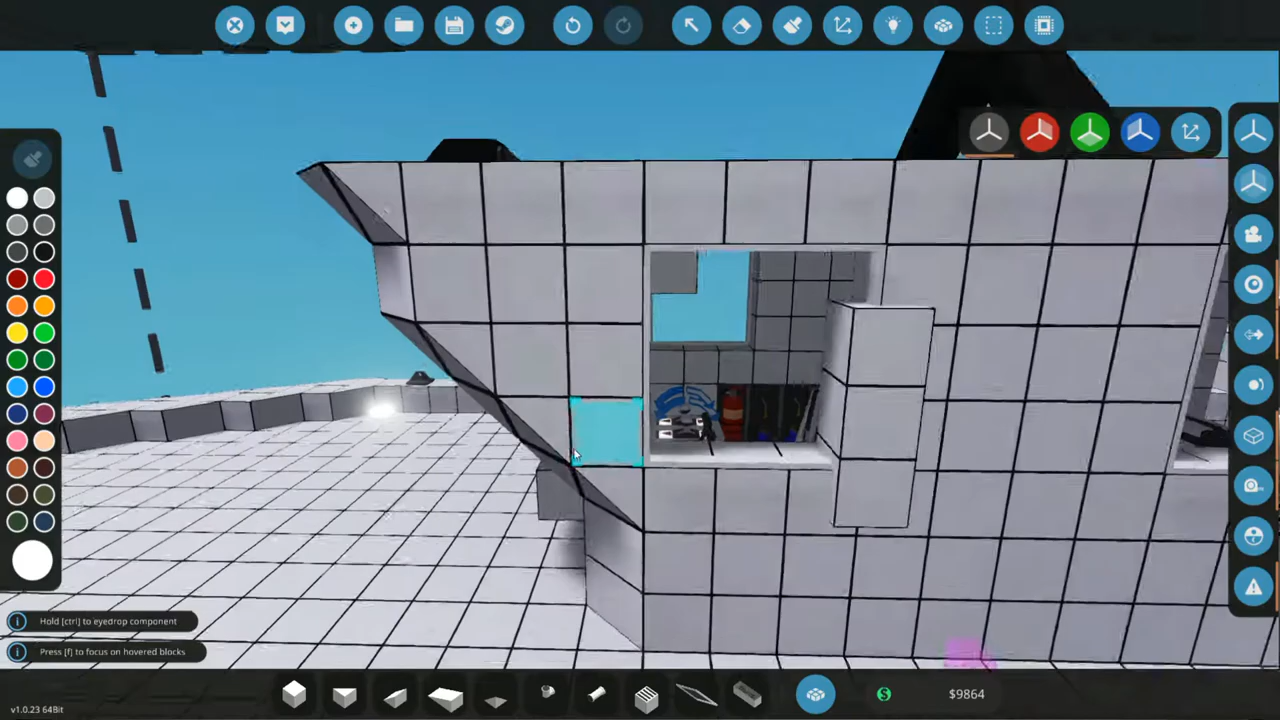 Hold [ctrl] to eyedrop component
Press [f] to focus on hovered blocks
$9864
v1.0.23 64Bit